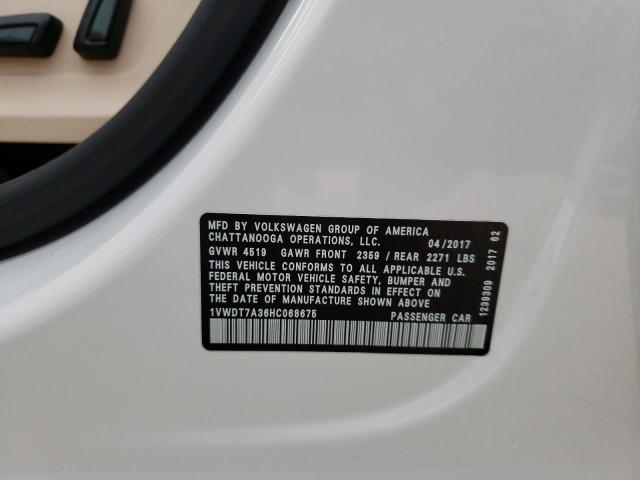 MFD BY VOLKSWAGEN GROUP OF AMERICA
CHATTANOOGA OPERATIONS, LLC. 04/2017
GVWR 4519 GAWR FRONT 2359 / REAR 2271 LBS
THIS VEHICLE CONFORMS TO ALL APPLICABLE U.S.
FEDERAL MOTOR VEHICLE SAFETY, BUMPER AND
THEFT PREVENTION STANDARDS IN EFFECT ON
THE DATE OF MANUFACTURE SHOWN ABOVE
1VWDT7A36HC068675 PASSENGER CAR
1239309 2017 62